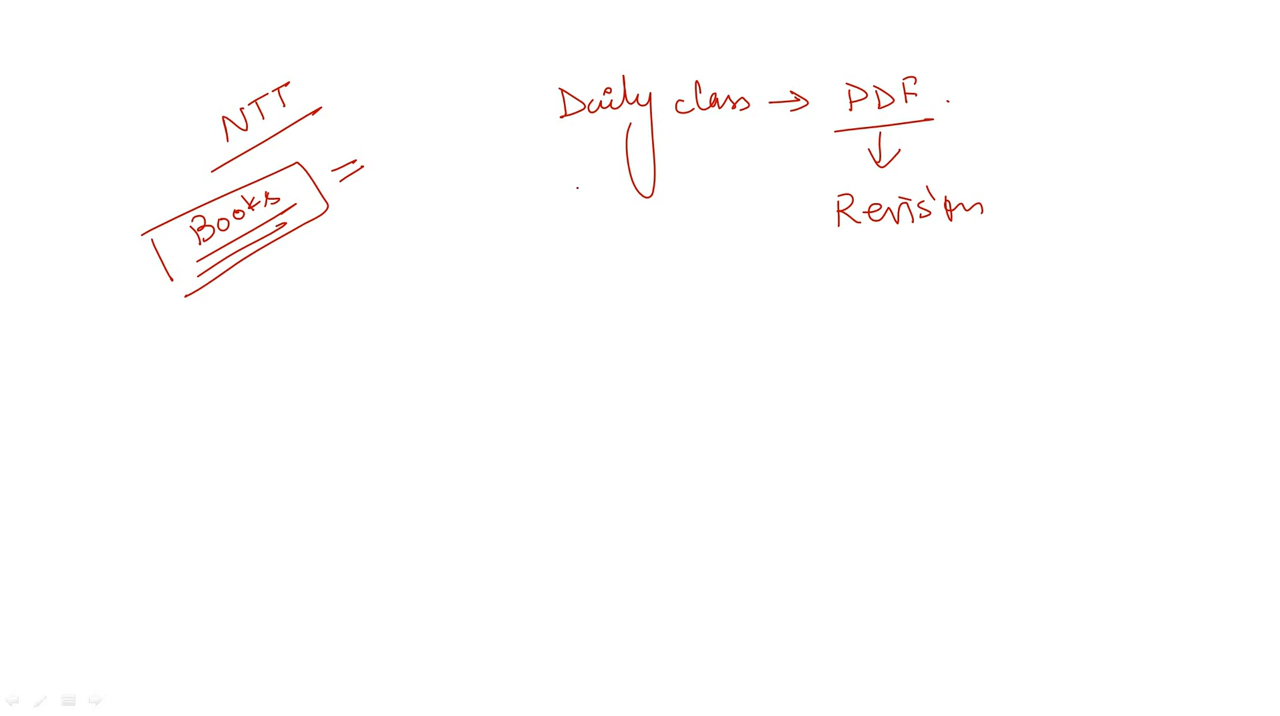 NTT
Books =
Daily class → PDF.
↓
Revision